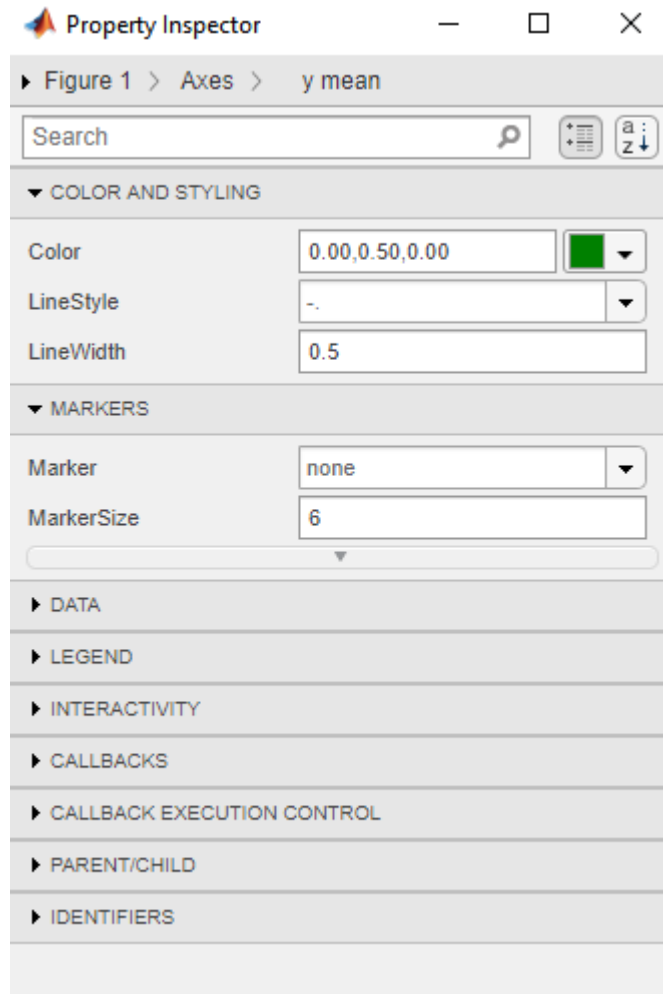 Property Inspector
Figure 1 > Axes > y mean
Search
COLOR AND STYLING
Color 0.00,0.50,0.00
LineStyle -.
LineWidth 0.5
MARKERS
Marker none
MarkerSize 6
DATA
LEGEND
INTERACTIVITY
CALLBACKS
CALLBACK EXECUTION CONTROL
PARENT/CHILD
IDENTIFIERS